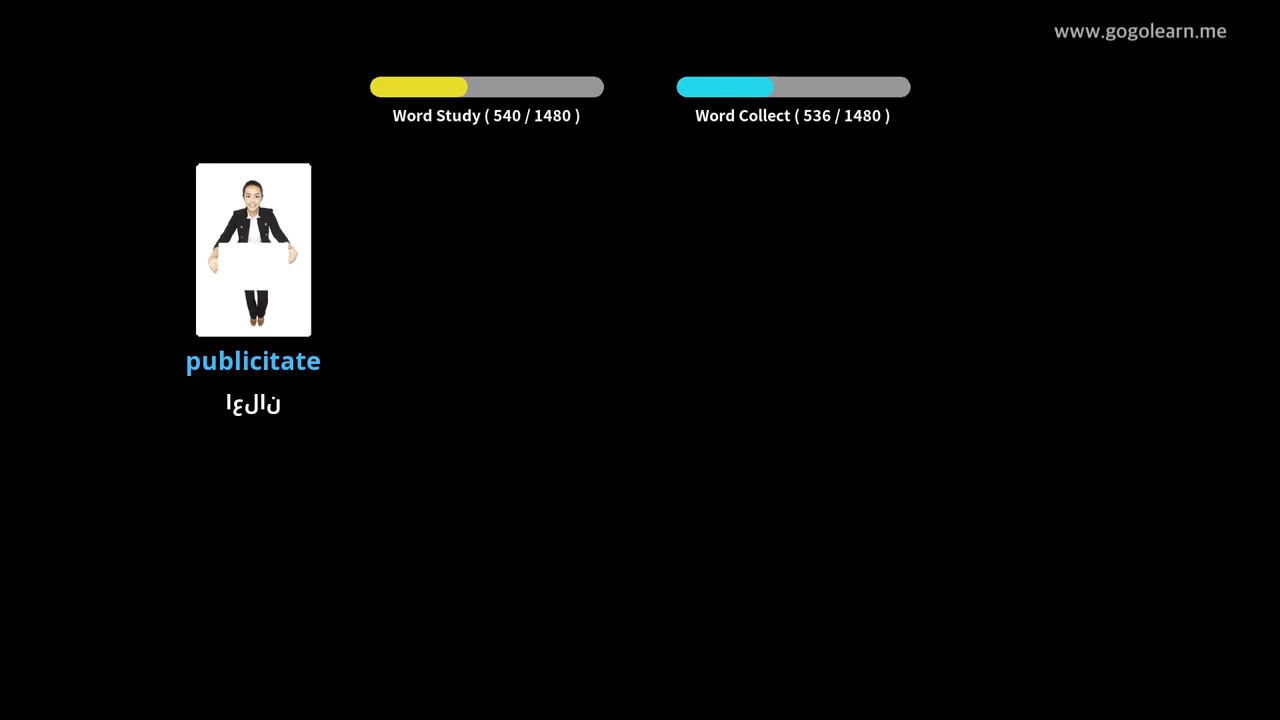 www.gogolearn.me
Word Study ( 540 / 1480 )
Word Collect ( 536 / 1480 )
publicitate
اعلان